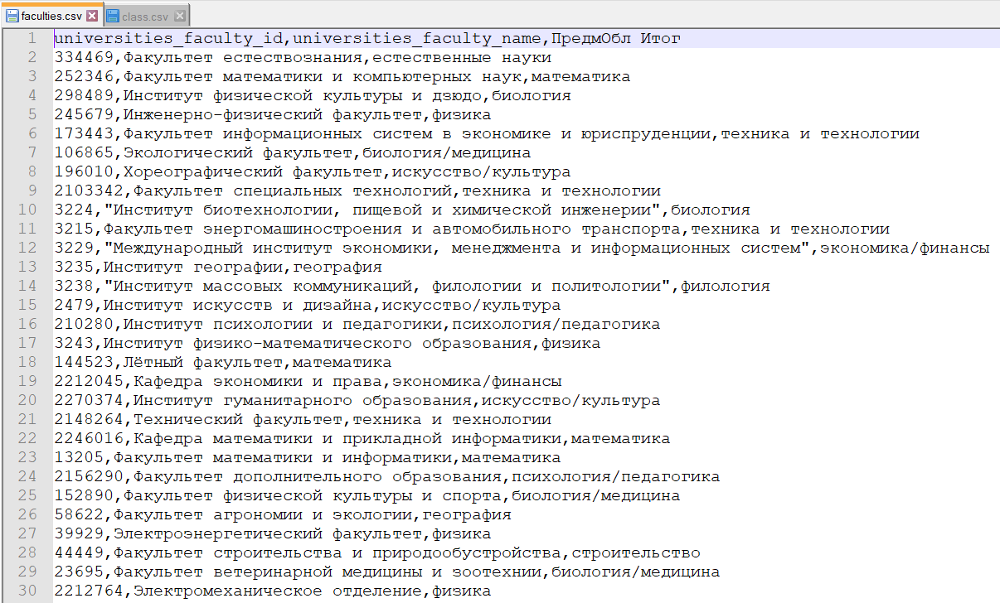 faculties.csv class.csv
1 universities_faculty_id,universities_faculty_name,ПредмОбл Итог
2 334469,Факультет естествознания,естественные науки
3 252346,Факультет математики и компьютерных наук,математика
4 298489,Институт физической культуры и дзюдо,биология
5 245679,Инженерно-физический факультет,физика
6 173443,Факультет информационных систем в экономике и юриспруденции,техника и технологии
7 106865,Экологический факультет,биология/медицина
8 196010,Хореографический факультет,искусство/культура
9 2103342,Факультет специальных технологий,техника и технологии
10 3224,"Институт биотехнологии, пищевой и химической инженерии",биология
11 3215,Факультет энергомашиностроения и автомобильного транспорта,техника и технологии
12 3229,"Международный институт экономики, менеджмента и информационных систем",экономика/финансы
13 3235,Институт географии,география
14 3238,"Институт массовых коммуникаций, филологии и политологии",филология
15 2479,Институт искусств и дизайна,искусство/культура
16 210280,Институт психологии и педагогики,психология/педагогика
17 3243,Институт физико-математического образования,физика
18 144523,Лётный факультет,математика
19 2212045,Кафедра экономики и права,экономика/финансы
20 2270374,Институт гуманитарного образования,искусство/культура
21 2148264,Технический факультет,техника и технологии
22 2246016,Кафедра математики и прикладной информатики,математика
23 13205,Факультет математики и информатики,математика
24 2156290,Факультет дополнительного образования,психология/педагогика
25 152890,Факультет физической культуры и спорта,биология/медицина
26 58622,Факультет агрономии и экологии,география
27 39929,Электроэнергетический факультет,физика
28 44449,Факультет строительства и природообустройства,строительство
29 23695,Факультет ветеринарной медицины и зоотехнии,биология/медицина
30 2212764,Электромеханическое отделение,физика